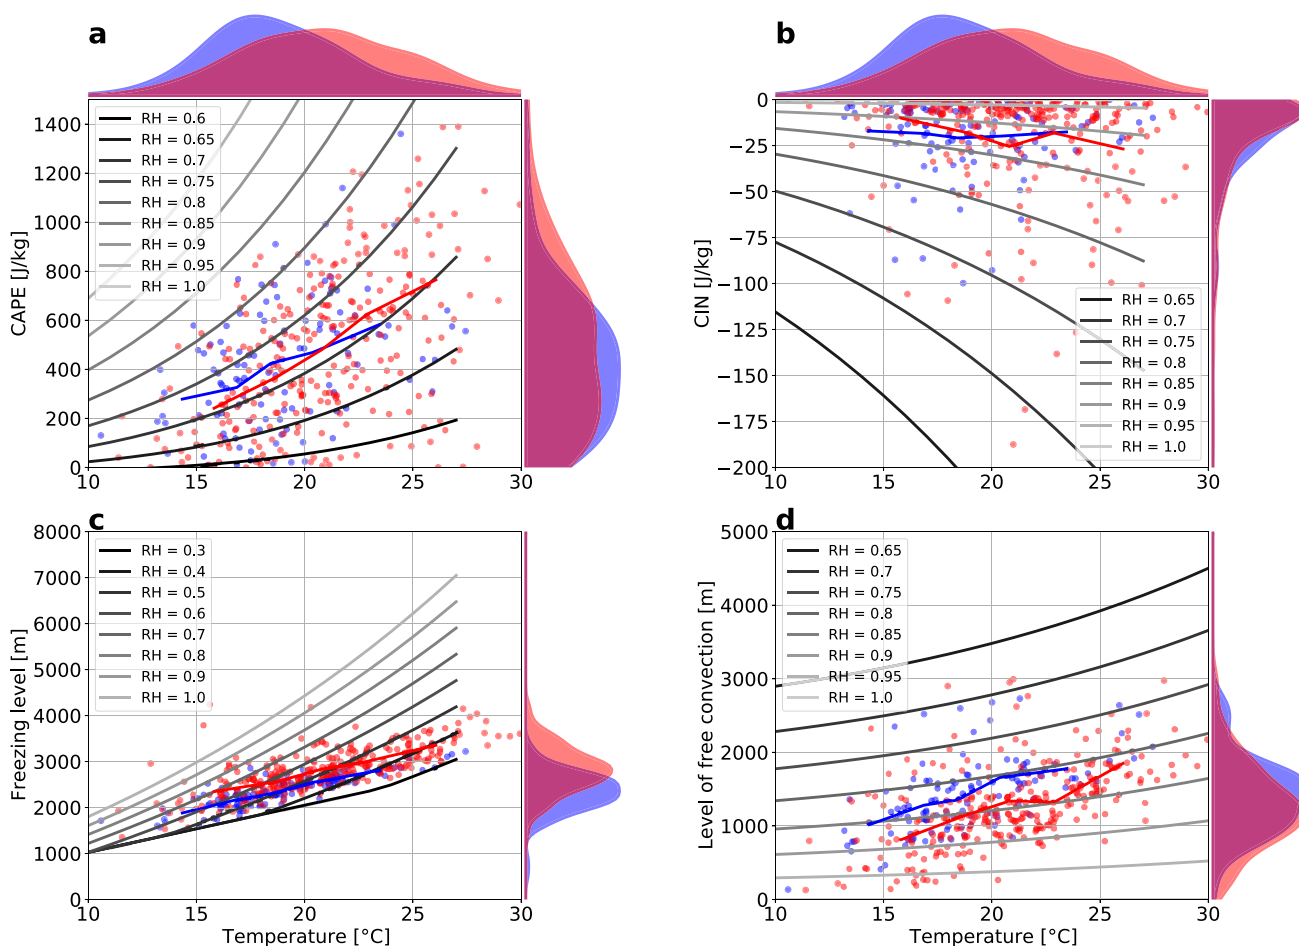 a
CAPE [J/kg]
1400
1200
1000
800
600
400
200
0
RH = 0.6
RH = 0.65
RH = 0.7
RH = 0.75
RH = 0.8
RH = 0.85
RH = 0.9
RH = 0.95
RH = 1.0
10 15 20 25 30
b
CIN [J/kg]
0
−25
−50
−75
−100
−125
−150
−175
−200
RH = 0.65
RH = 0.7
RH = 0.75
RH = 0.8
RH = 0.85
RH = 0.9
RH = 0.95
RH = 1.0
10 15 20 25 30
c
Freezing level [m]
8000
7000
6000
5000
4000
3000
2000
1000
0
RH = 0.3
RH = 0.4
RH = 0.5
RH = 0.6
RH = 0.7
RH = 0.8
RH = 0.9
RH = 1.0
10 15 20 25 30
Temperature [°C]
d
Level of free convection [m]
5000
4000
3000
2000
1000
0
RH = 0.65
RH = 0.7
RH = 0.75
RH = 0.8
RH = 0.85
RH = 0.9
RH = 0.95
RH = 1.0
10 15 20 25 30
Temperature [°C]